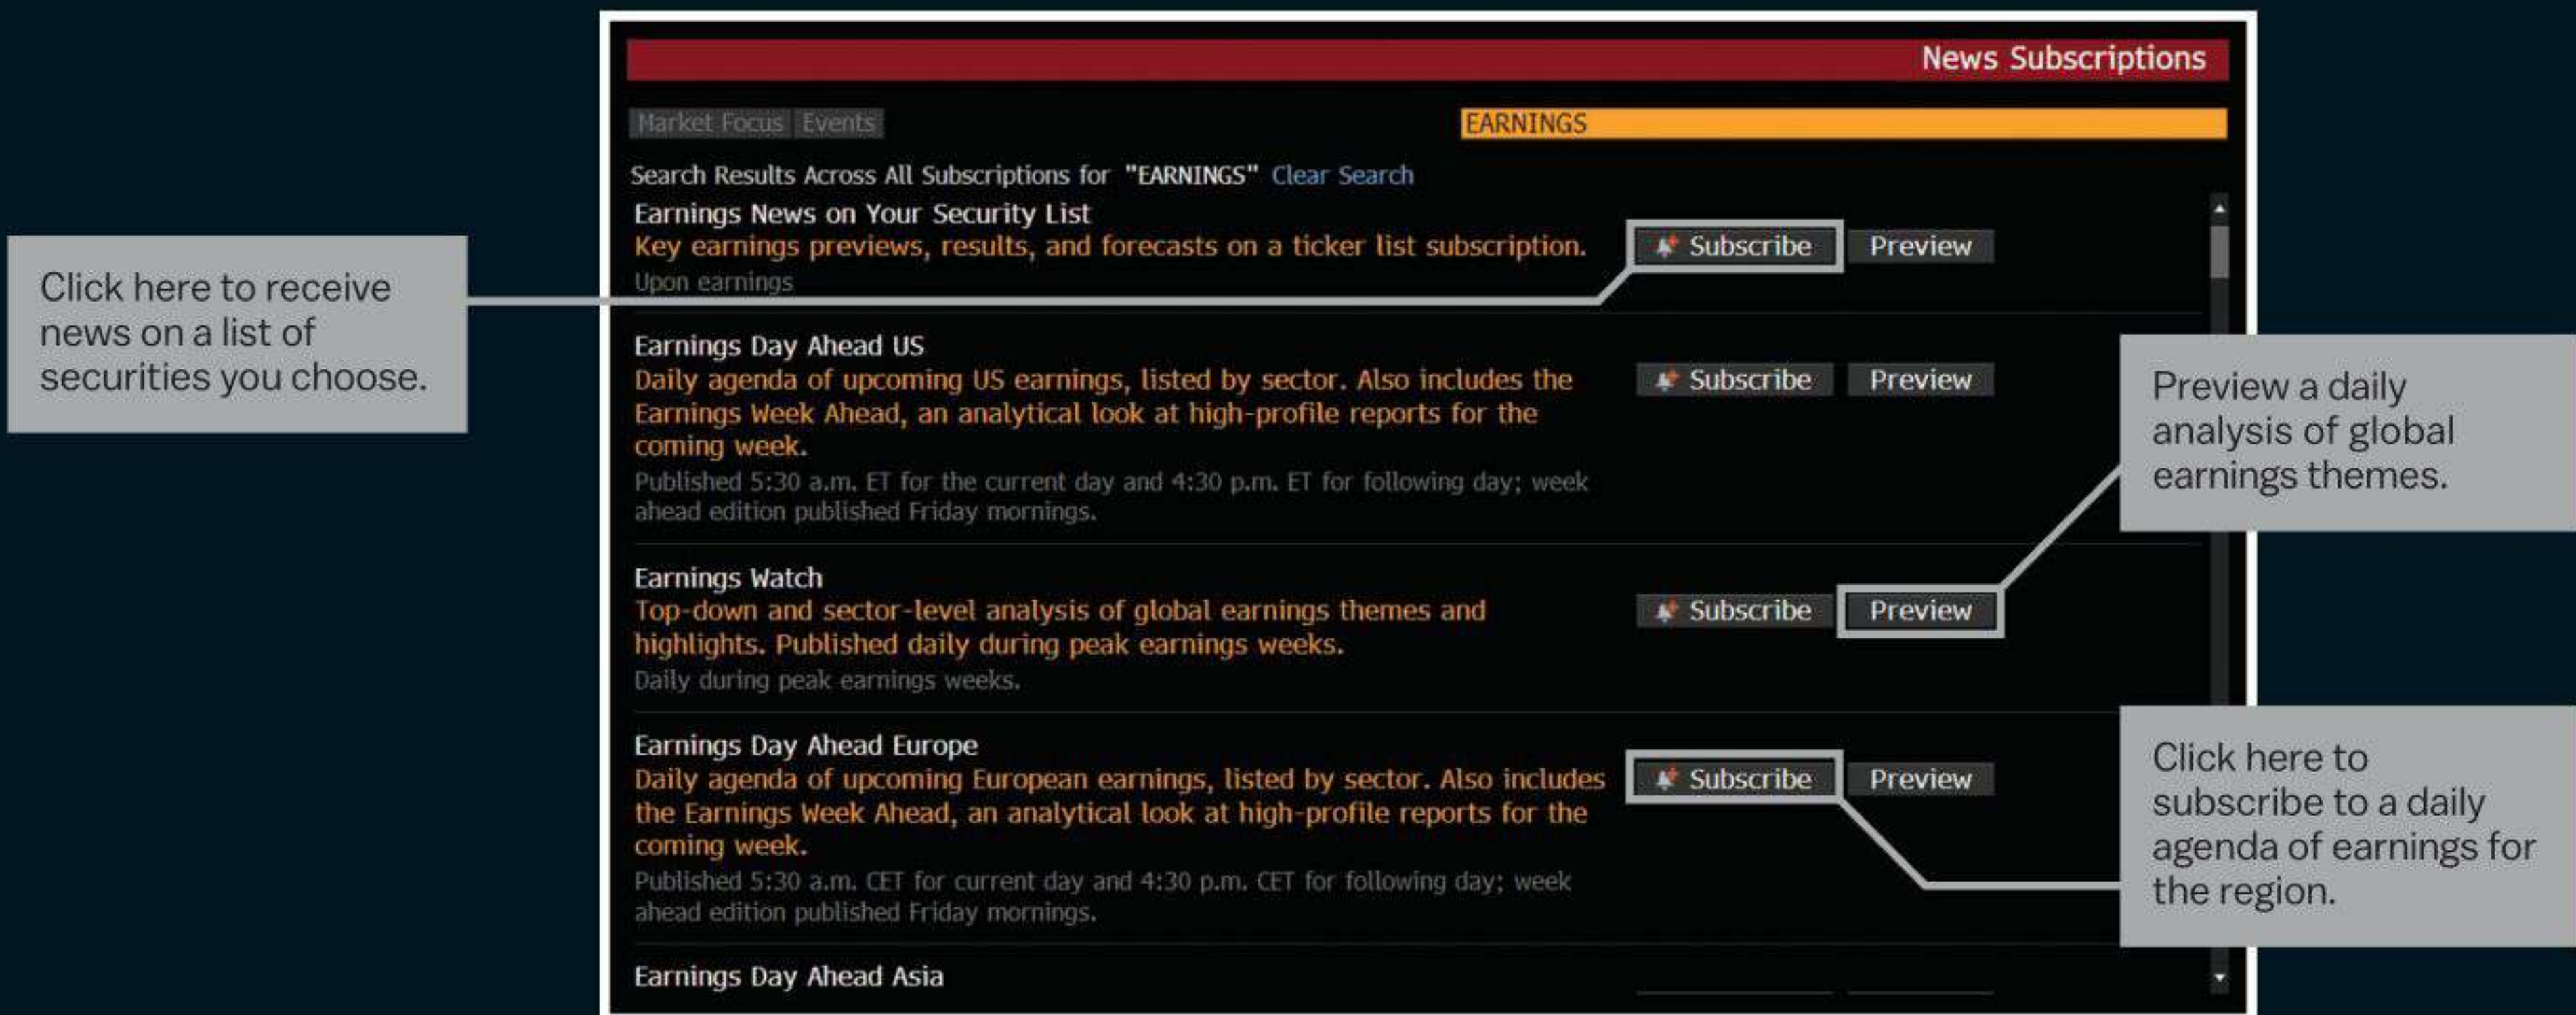 News Subscriptions
Market Focus Events
EARNINGS
Search Results Across All Subscriptions for "EARNINGS" Clear Search
Earnings News on Your Security List
Key earnings previews, results, and forecasts on a ticker list subscription.
Subscribe Preview
Upon earnings
Click here to receive
news on a list of
securities you choose.
Earnings Day Ahead US
Daily agenda of upcoming US earnings, listed by sector. Also includes the
Earnings Week Ahead, an analytical look at high-profile reports for the
coming week.
Subscribe Preview
Published 5:30 a.m. ET for the current day and 4:30 p.m. ET for following day; week
ahead edition published Friday mornings.
Preview a daily
analysis of global
earnings themes.
Earnings Watch
Top-down and sector-level analysis of global earnings themes and
highlights. Published daily during peak earnings weeks.
Subscribe Preview
Daily during peak earnings weeks.
Earnings Day Ahead Europe
Daily agenda of upcoming European earnings, listed by sector. Also includes
the Earnings Week Ahead, an analytical look at high-profile reports for the
coming week.
Subscribe Preview
Published 5:30 a.m. CET for current day and 4:30 p.m. CET for following day; week
ahead edition published Friday mornings.
Click here to
subscribe to a daily
agenda of earnings for
the region.
Earnings Day Ahead Asia